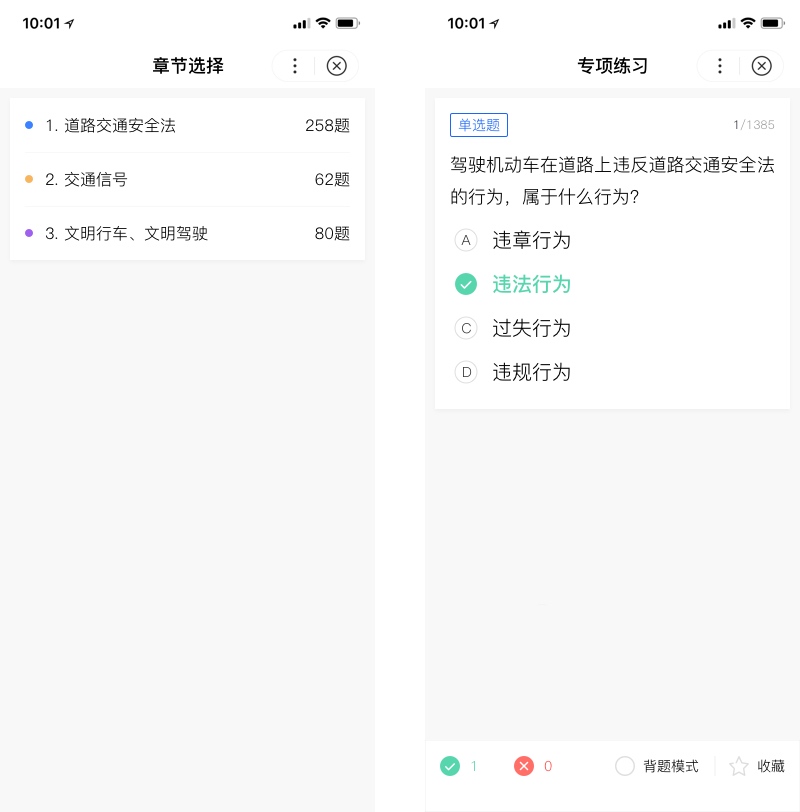 10:01
章节选择
1. 道路交通安全法 258题
2. 交通信号 62题
3. 文明行车、文明驾驶 80题
10:01
专项练习
单选题 1/1385
驾驶机动车在道路上违反道路交通安全法
的行为，属于什么行为？
A 违章行为
违法行为
C 过失行为
D 违规行为
1 0 背题模式 收藏